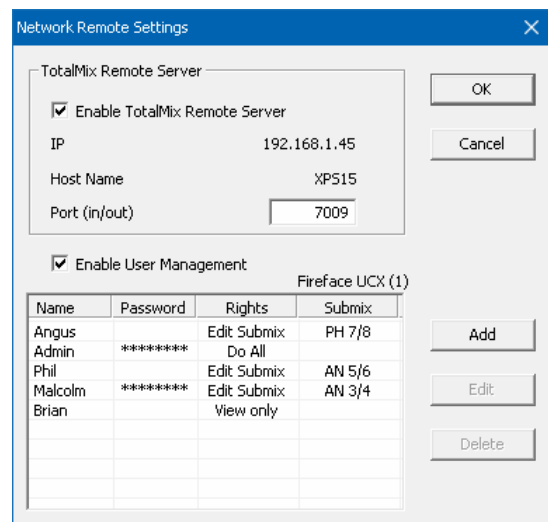 Network Remote Settings
TotalMix Remote Server
OK
Enable TotalMix Remote Server
IP 192.168.1.45
Cancel
Host Name XPS15
Port (in/out) 7009
Enable User Management
Fireface UCX (1)
Name Password Rights Submix
Angus Edit Submix PH 7/8
Add
Admin ******** Do All
Phil Edit Submix AN 5/6
Malcolm ******** Edit Submix AN 3/4
Edit
Brian View only
Delete